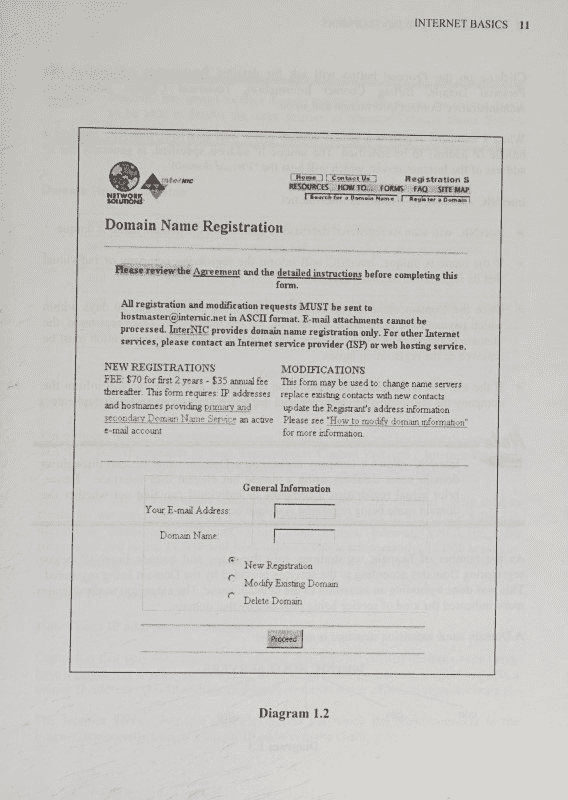 INTERNET BASICS 11
NETWORK
SOLUTIONS
InterNIC
Home Contact Us Registration S
RESOURCES HOW TO... FORMS FAQ SITE MAP
Search for a Domain Name Register a Domain
Domain Name Registration
Please review the Agreement and the detailed instructions before completing this
form.
All registration and modification requests MUST be sent to
hostmaster@internic.net in ASCII format. E-mail attachments cannot be
processed. InterNIC provides domain name registration only. For other Internet
services, please contact an Internet service provider (ISP) or web hosting service.
NEW REGISTRATIONS
FEE: $70 for first 2 years - $35 annual fee
thereafter. This form requires: IP addresses
and hostnames providing primary and
secondary Domain Name Service an active
e-mail account
MODIFICATIONS
This form may be used to: change name servers
replace existing contacts with new contacts
update the Registrant's address information
Please see "How to modify domain information"
for more information.
General Information
Your E-mail Address:
Domain Name:
New Registration
Modify Existing Domain
Delete Domain
Proceed
Diagram 1.2